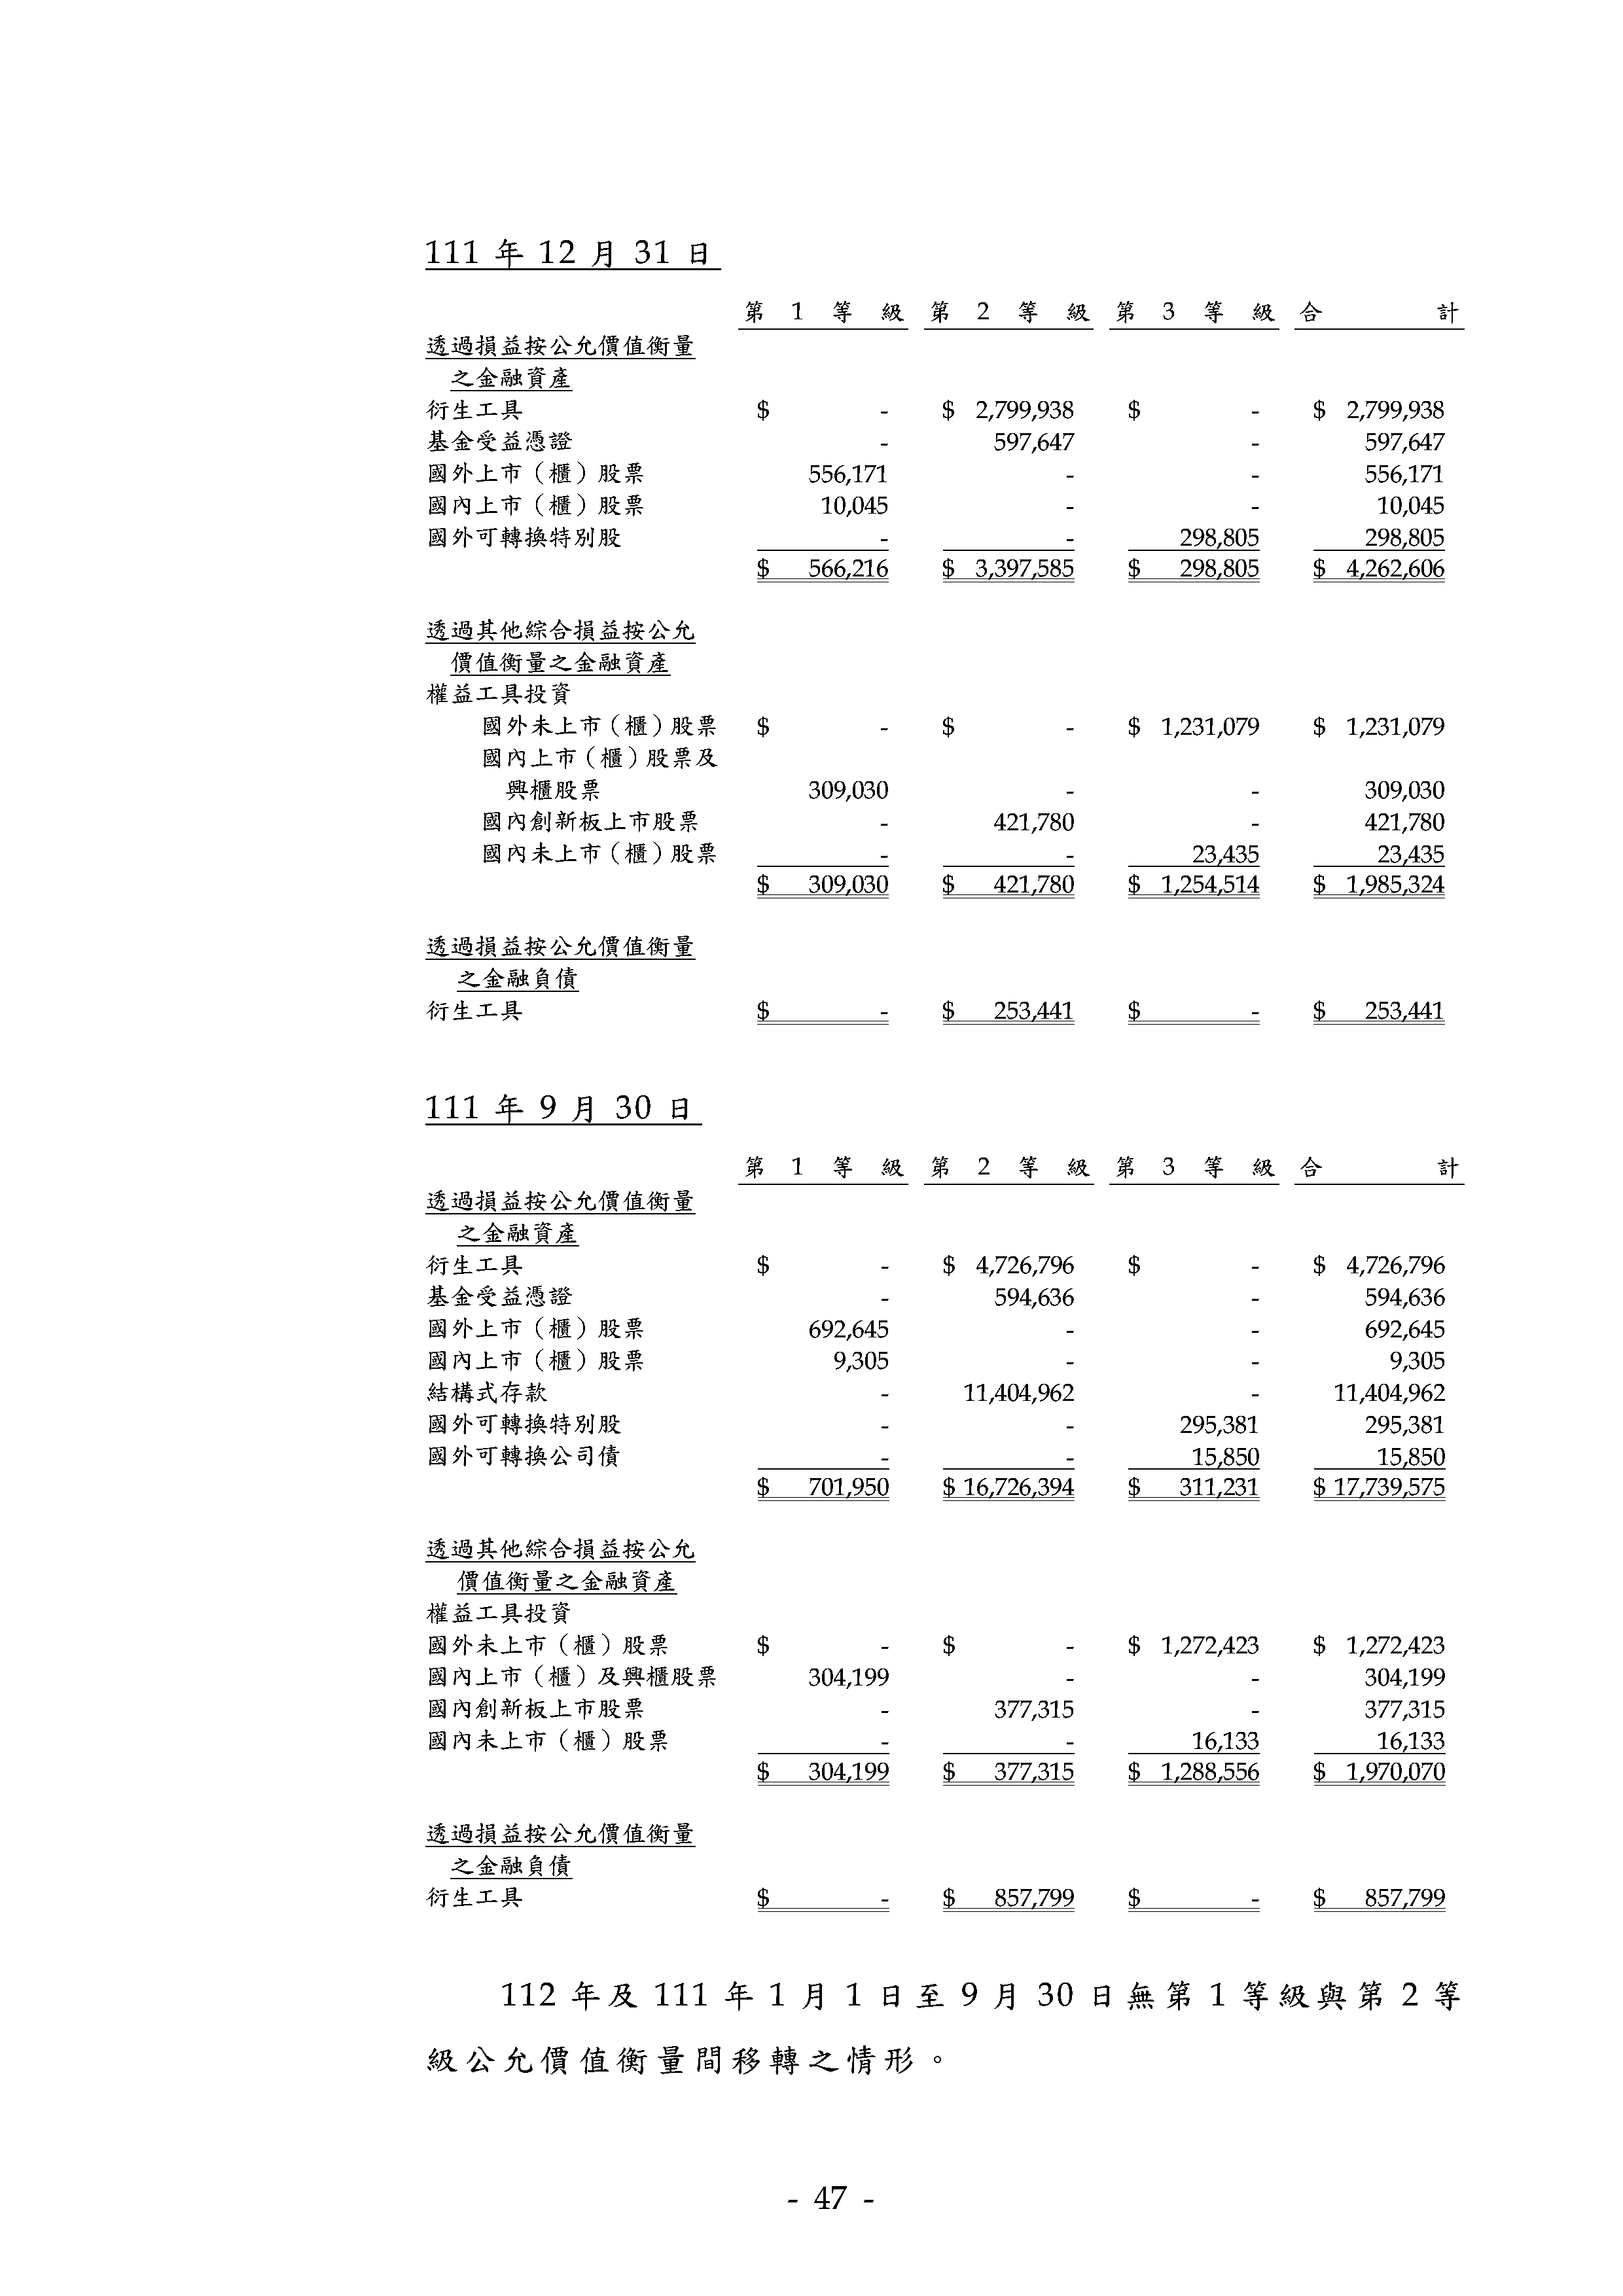 111 年 12 月 31 日
第 1 等 級 第 2 等 級 第 3 等 級 合 計
透過損益按公允價值衡量
之金融資產
衍生工具 $ - $ 2,799,938 $ - $ 2,799,938
基金受益憑證 - 597,647 - 597,647
國外上市（櫃）股票 556,171 - - 556,171
國內上市（櫃）股票 10,045 - - 10,045
國外可轉換特別股 - - 298,805 298,805
$ 566,216 $ 3,397,585 $ 298,805 $ 4,262,606
透過其他綜合損益按公允
價值衡量之金融資產
權益工具投資
國外未上市（櫃）股票 $ - $ - $ 1,231,079 $ 1,231,079
國內上市（櫃）股票及
興櫃股票 309,030 - - 309,030
國內創新板上市股票 - 421,780 - 421,780
國內未上市（櫃）股票 - - 23,435 23,435
$ 309,030 $ 421,780 $ 1,254,514 $ 1,985,324
透過損益按公允價值衡量
之金融負債
衍生工具 $ - $ 253,441 $ - $ 253,441
111 年 9 月 30 日
第 1 等 級 第 2 等 級 第 3 等 級 合 計
透過損益按公允價值衡量
之金融資產
衍生工具 $ - $ 4,726,796 $ - $ 4,726,796
基金受益憑證 - 594,636 - 594,636
國外上市（櫃）股票 692,645 - - 692,645
國內上市（櫃）股票 9,305 - - 9,305
結構式存款 - 11,404,962 - 11,404,962
國外可轉換特別股 - - 295,381 295,381
國外可轉換公司債 - - 15,850 15,850
$ 701,950 $ 16,726,394 $ 311,231 $ 17,739,575
透過其他綜合損益按公允
價值衡量之金融資產
權益工具投資
國外未上市（櫃）股票 $ - $ - $ 1,272,423 $ 1,272,423
國內上市（櫃）及興櫃股票 304,199 - - 304,199
國內創新板上市股票 - 377,315 - 377,315
國內未上市（櫃）股票 - - 16,133 16,133
$ 304,199 $ 377,315 $ 1,288,556 $ 1,970,070
透過損益按公允價值衡量
之金融負債
衍生工具 $ - $ 857,799 $ - $ 857,799
112 年及 111 年 1 月 1 日至 9 月 30 日無第 1 等級與第 2 等
級公允價值衡量間移轉之情形。
- 47 -